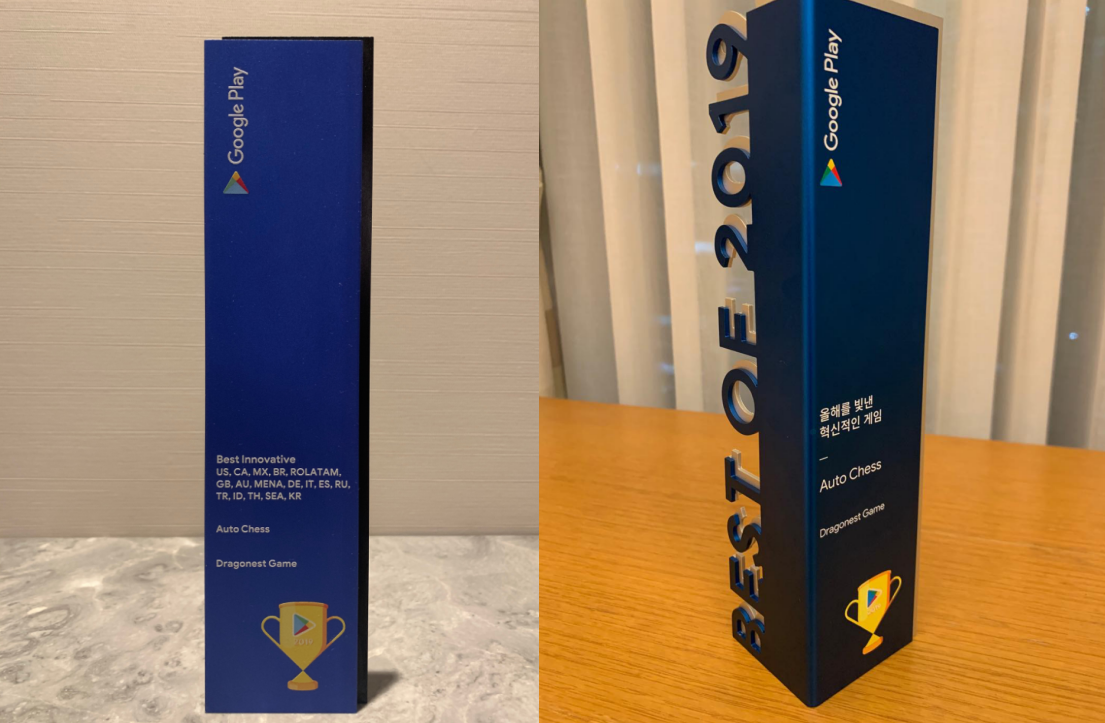 Google Play
Best Innovative
US, CA, MX, BR, ROLATAM,
GB, AU, MENA, DE, IT, ES, RU,
TR, ID, TH, SEA, KR
Auto Chess
Dragonest Game
BEST OF 2019
Google Play
올해를 빛낸
혁신적인 게임
Auto Chess
Dragonest Game